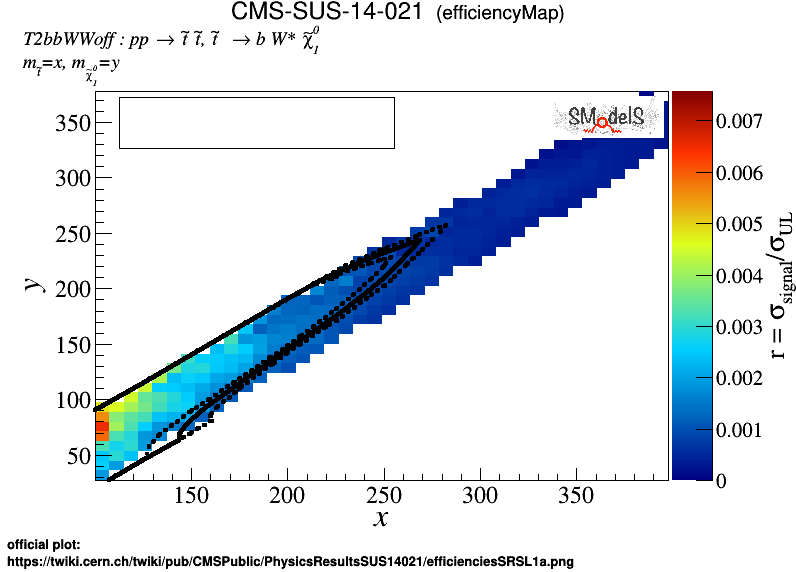 CMS-SUS-14-021 (efficiencyMap)
T2bbWWoff : pp → t̃ t̃, t̃ → b W* χ̃⁰₁
m_t̃=x, m_χ̃⁰₁=y
SModelS
350
300
250
200
150
100
50
y
150
200
250
300
350
x
0.007
0.006
0.005
0.004
0.003
0.002
0.001
0
r = σ_signal/σ_UL
official plot:
https://twiki.cern.ch/twiki/pub/CMSPublic/PhysicsResultsSUS14021/efficienciesSRSL1a.png